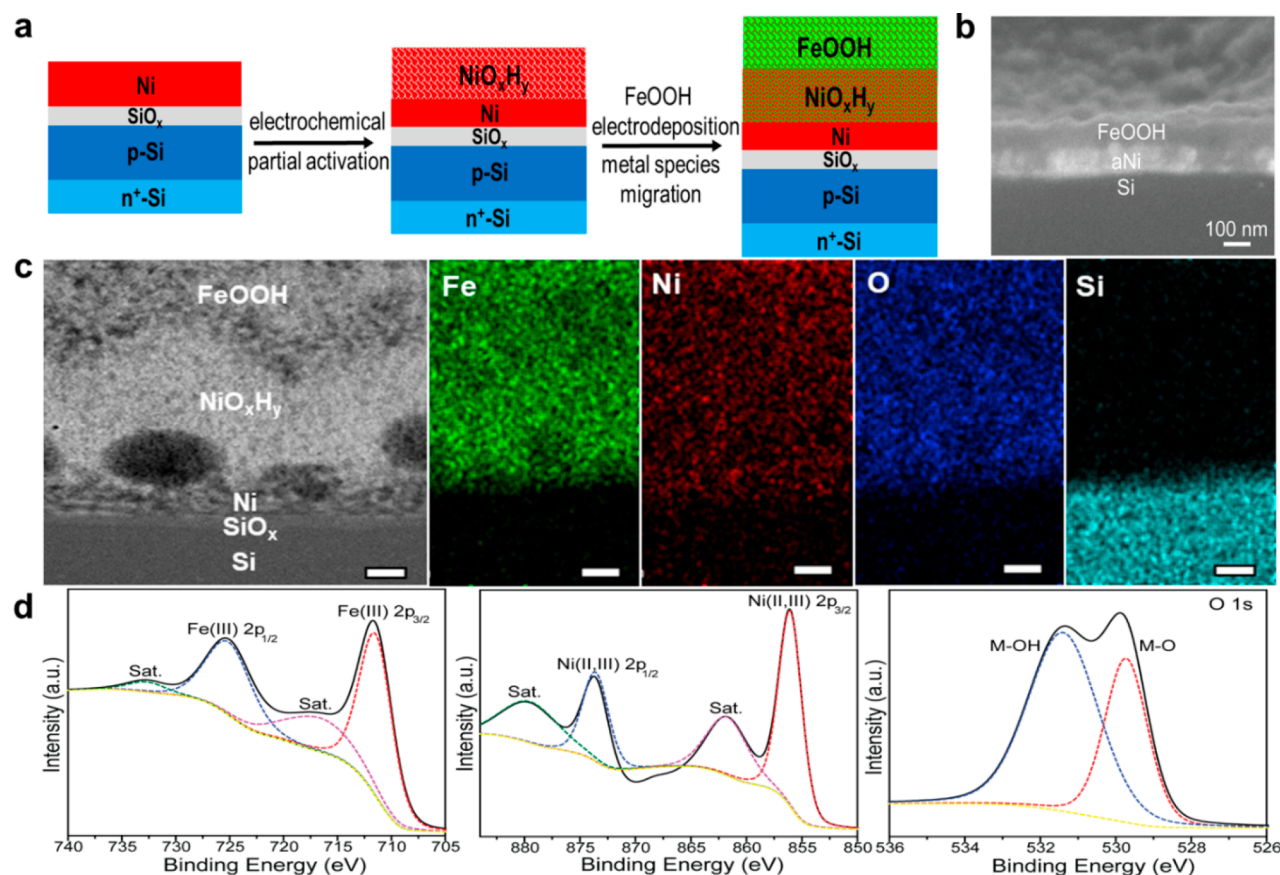 a
Ni
SiOₓ
p-Si
n⁺-Si
electrochemical
partial activation
NiOₓHᵧ
Ni
SiOₓ
p-Si
n⁺-Si
FeOOH
electrodeposition
metal species
migration
FeOOH
NiOₓHᵧ
Ni
SiOₓ
p-Si
n⁺-Si
b
FeOOH
aNi
Si
100 nm
c
FeOOH
NiOₓHᵧ
Ni
SiOₓ
Si
Fe
Ni
O
Si
d
Intensity (a.u.)
Sat.
Fe(III) 2p₁/₂
Sat.
Fe(III) 2p₃/₂
740 735 730 725 720 715 710 705
Binding Energy (eV)
Intensity (a.u.)
Sat.
Ni(II,III) 2p₁/₂
Sat.
Ni(II,III) 2p₃/₂
880 875 870 865 860 855 850
Binding Energy (eV)
Intensity (a.u.)
O 1s
M-OH
M-O
536 534 532 530 528 526
Binding Energy (eV)